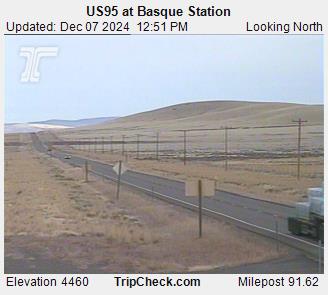 US95 at Basque Station
Updated: Dec 07 2024 12:51 PM Looking North
Elevation 4460 TripCheck.com Milepost 91.62